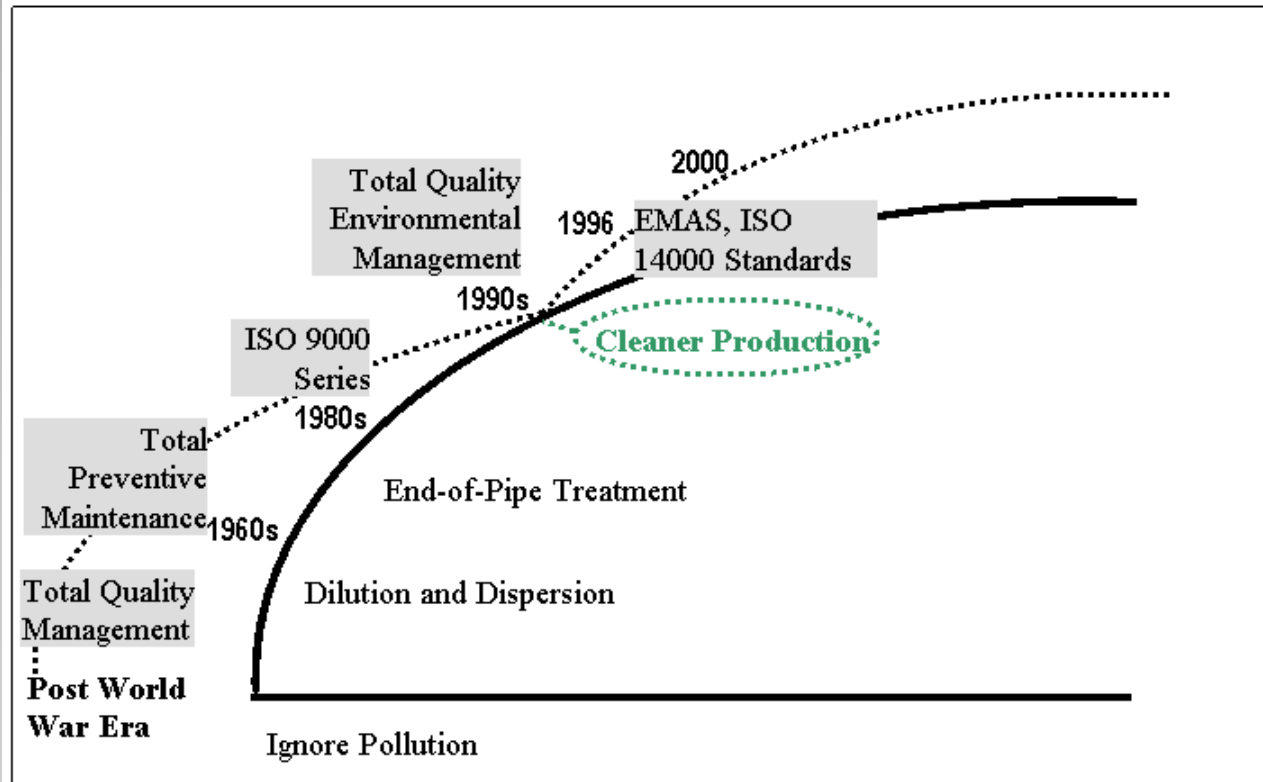 2000
Total Quality
Environmental
Management
1996
EMAS, ISO
14000 Standards
1990s
Cleaner Production
ISO 9000
Series
1980s
Total
Preventive
Maintenance
End-of-Pipe Treatment
1960s
Total Quality
Management
Dilution and Dispersion
Post World
War Era
Ignore Pollution